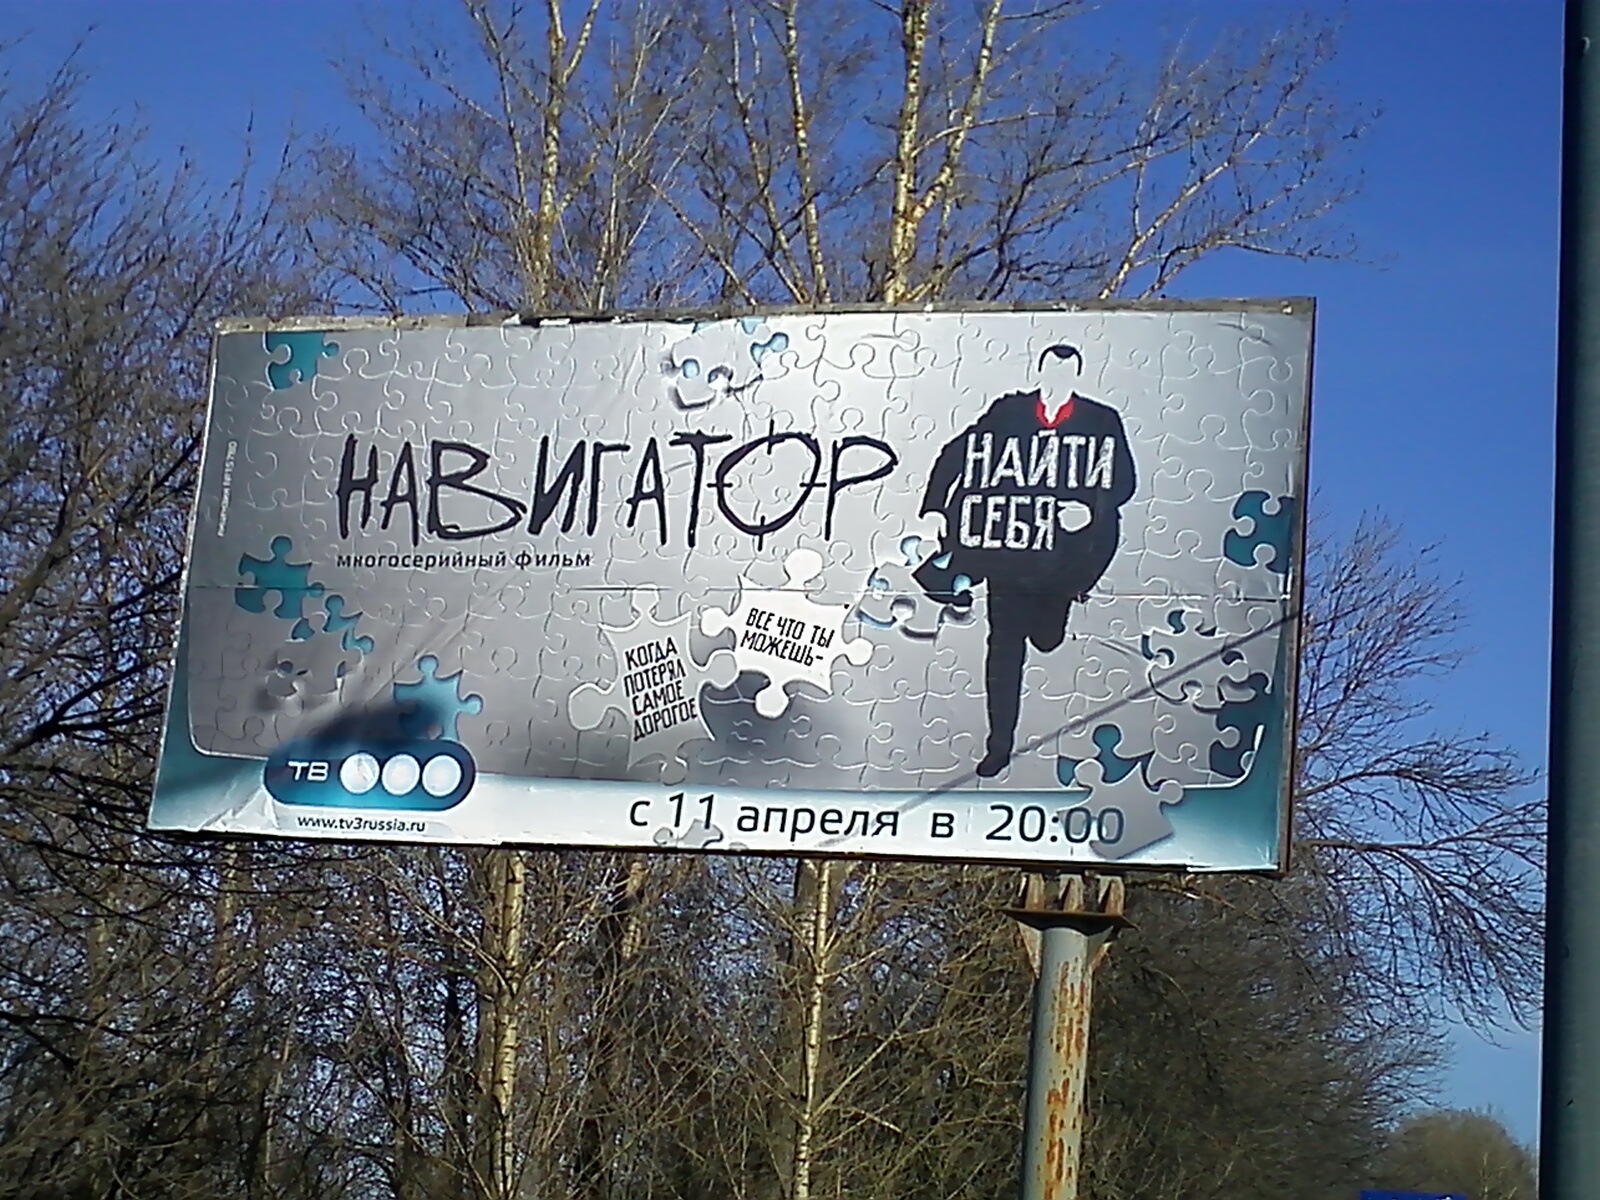 НАВИГАТОР
многосерийный фильм
НАЙТИ
СЕБЯ
КОГДА
ПОТЕРЯЛ
САМОЕ
ДОРОГОЕ
ВСЕ ЧТО ТЫ
МОЖЕШЬ-
ТВ
www.tv3russia.ru
с 11 апреля в 20:00